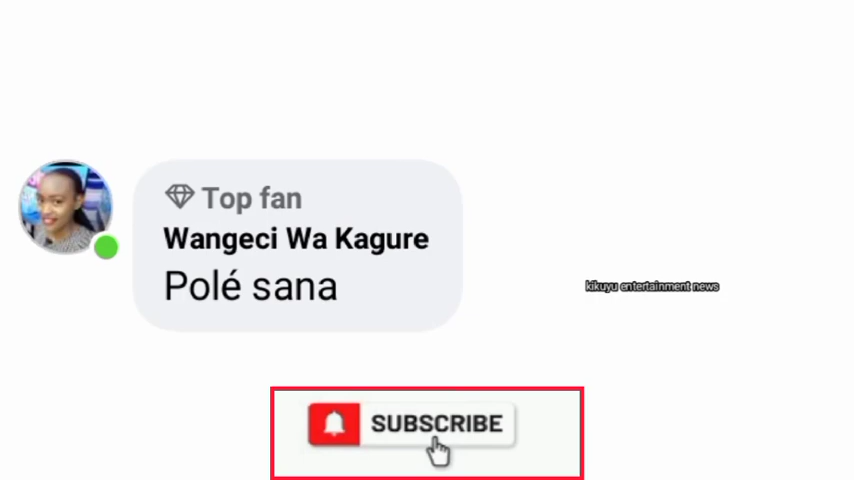 Top fan
Wangeci Wa Kagure
Polé sana
kikuyu entertainment news
SUBSCRIBE